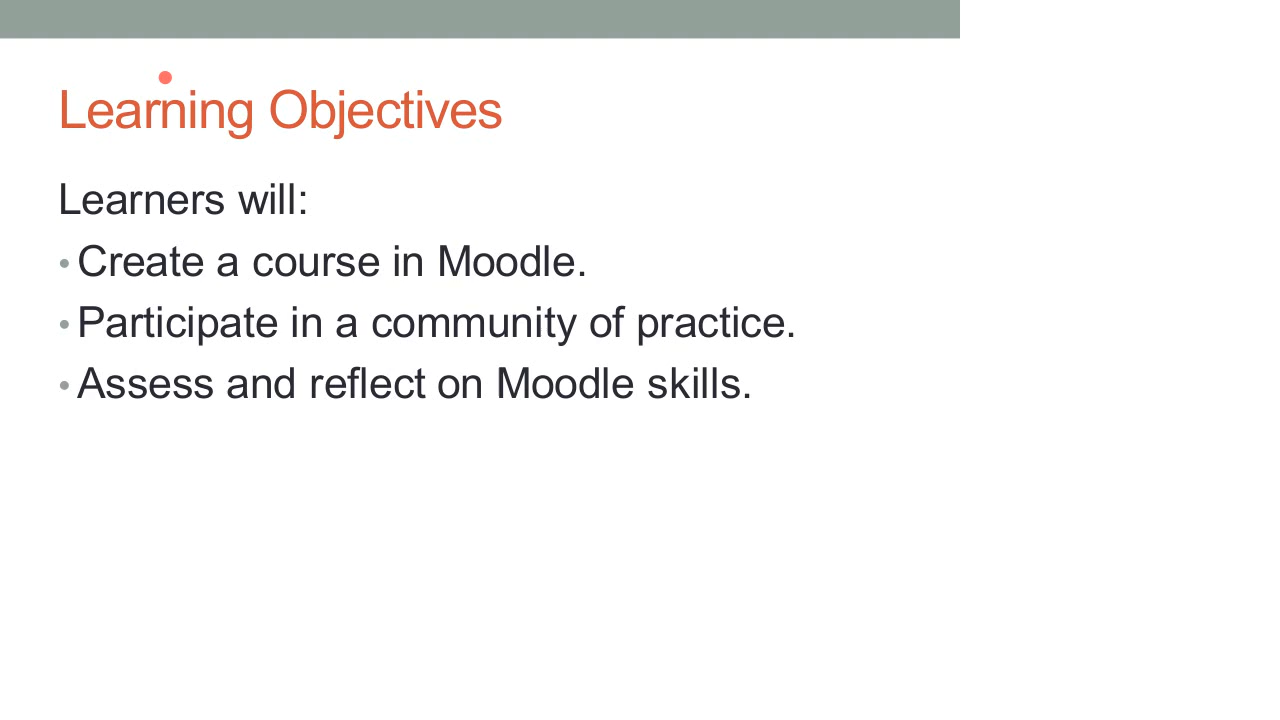 Learning Objectives
Learners will:
• Create a course in Moodle.
• Participate in a community of practice.
• Assess and reflect on Moodle skills.